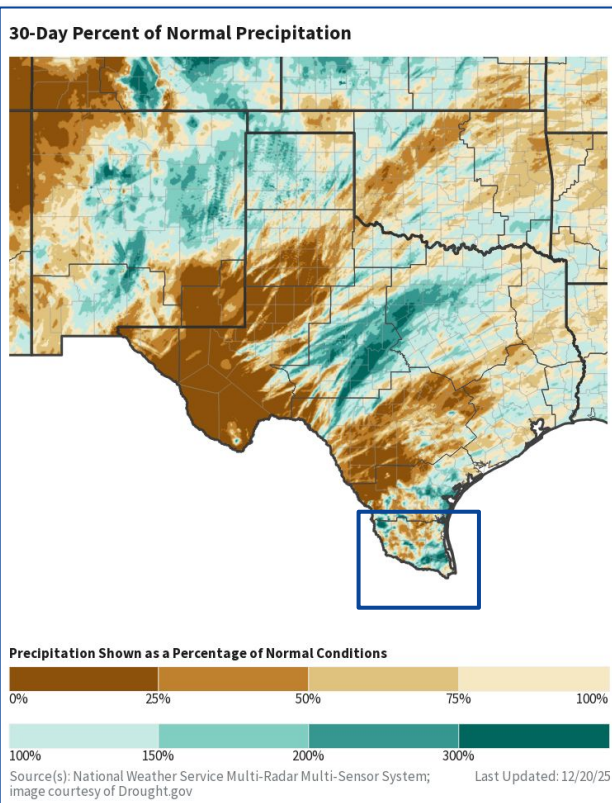 30-Day Percent of Normal Precipitation
Precipitation Shown as a Percentage of Normal Conditions
0% 25% 50% 75% 100%
100% 150% 200% 300%
Source(s): National Weather Service Multi-Radar Multi-Sensor System; Last Updated: 12/20/25
image courtesy of Drought.gov